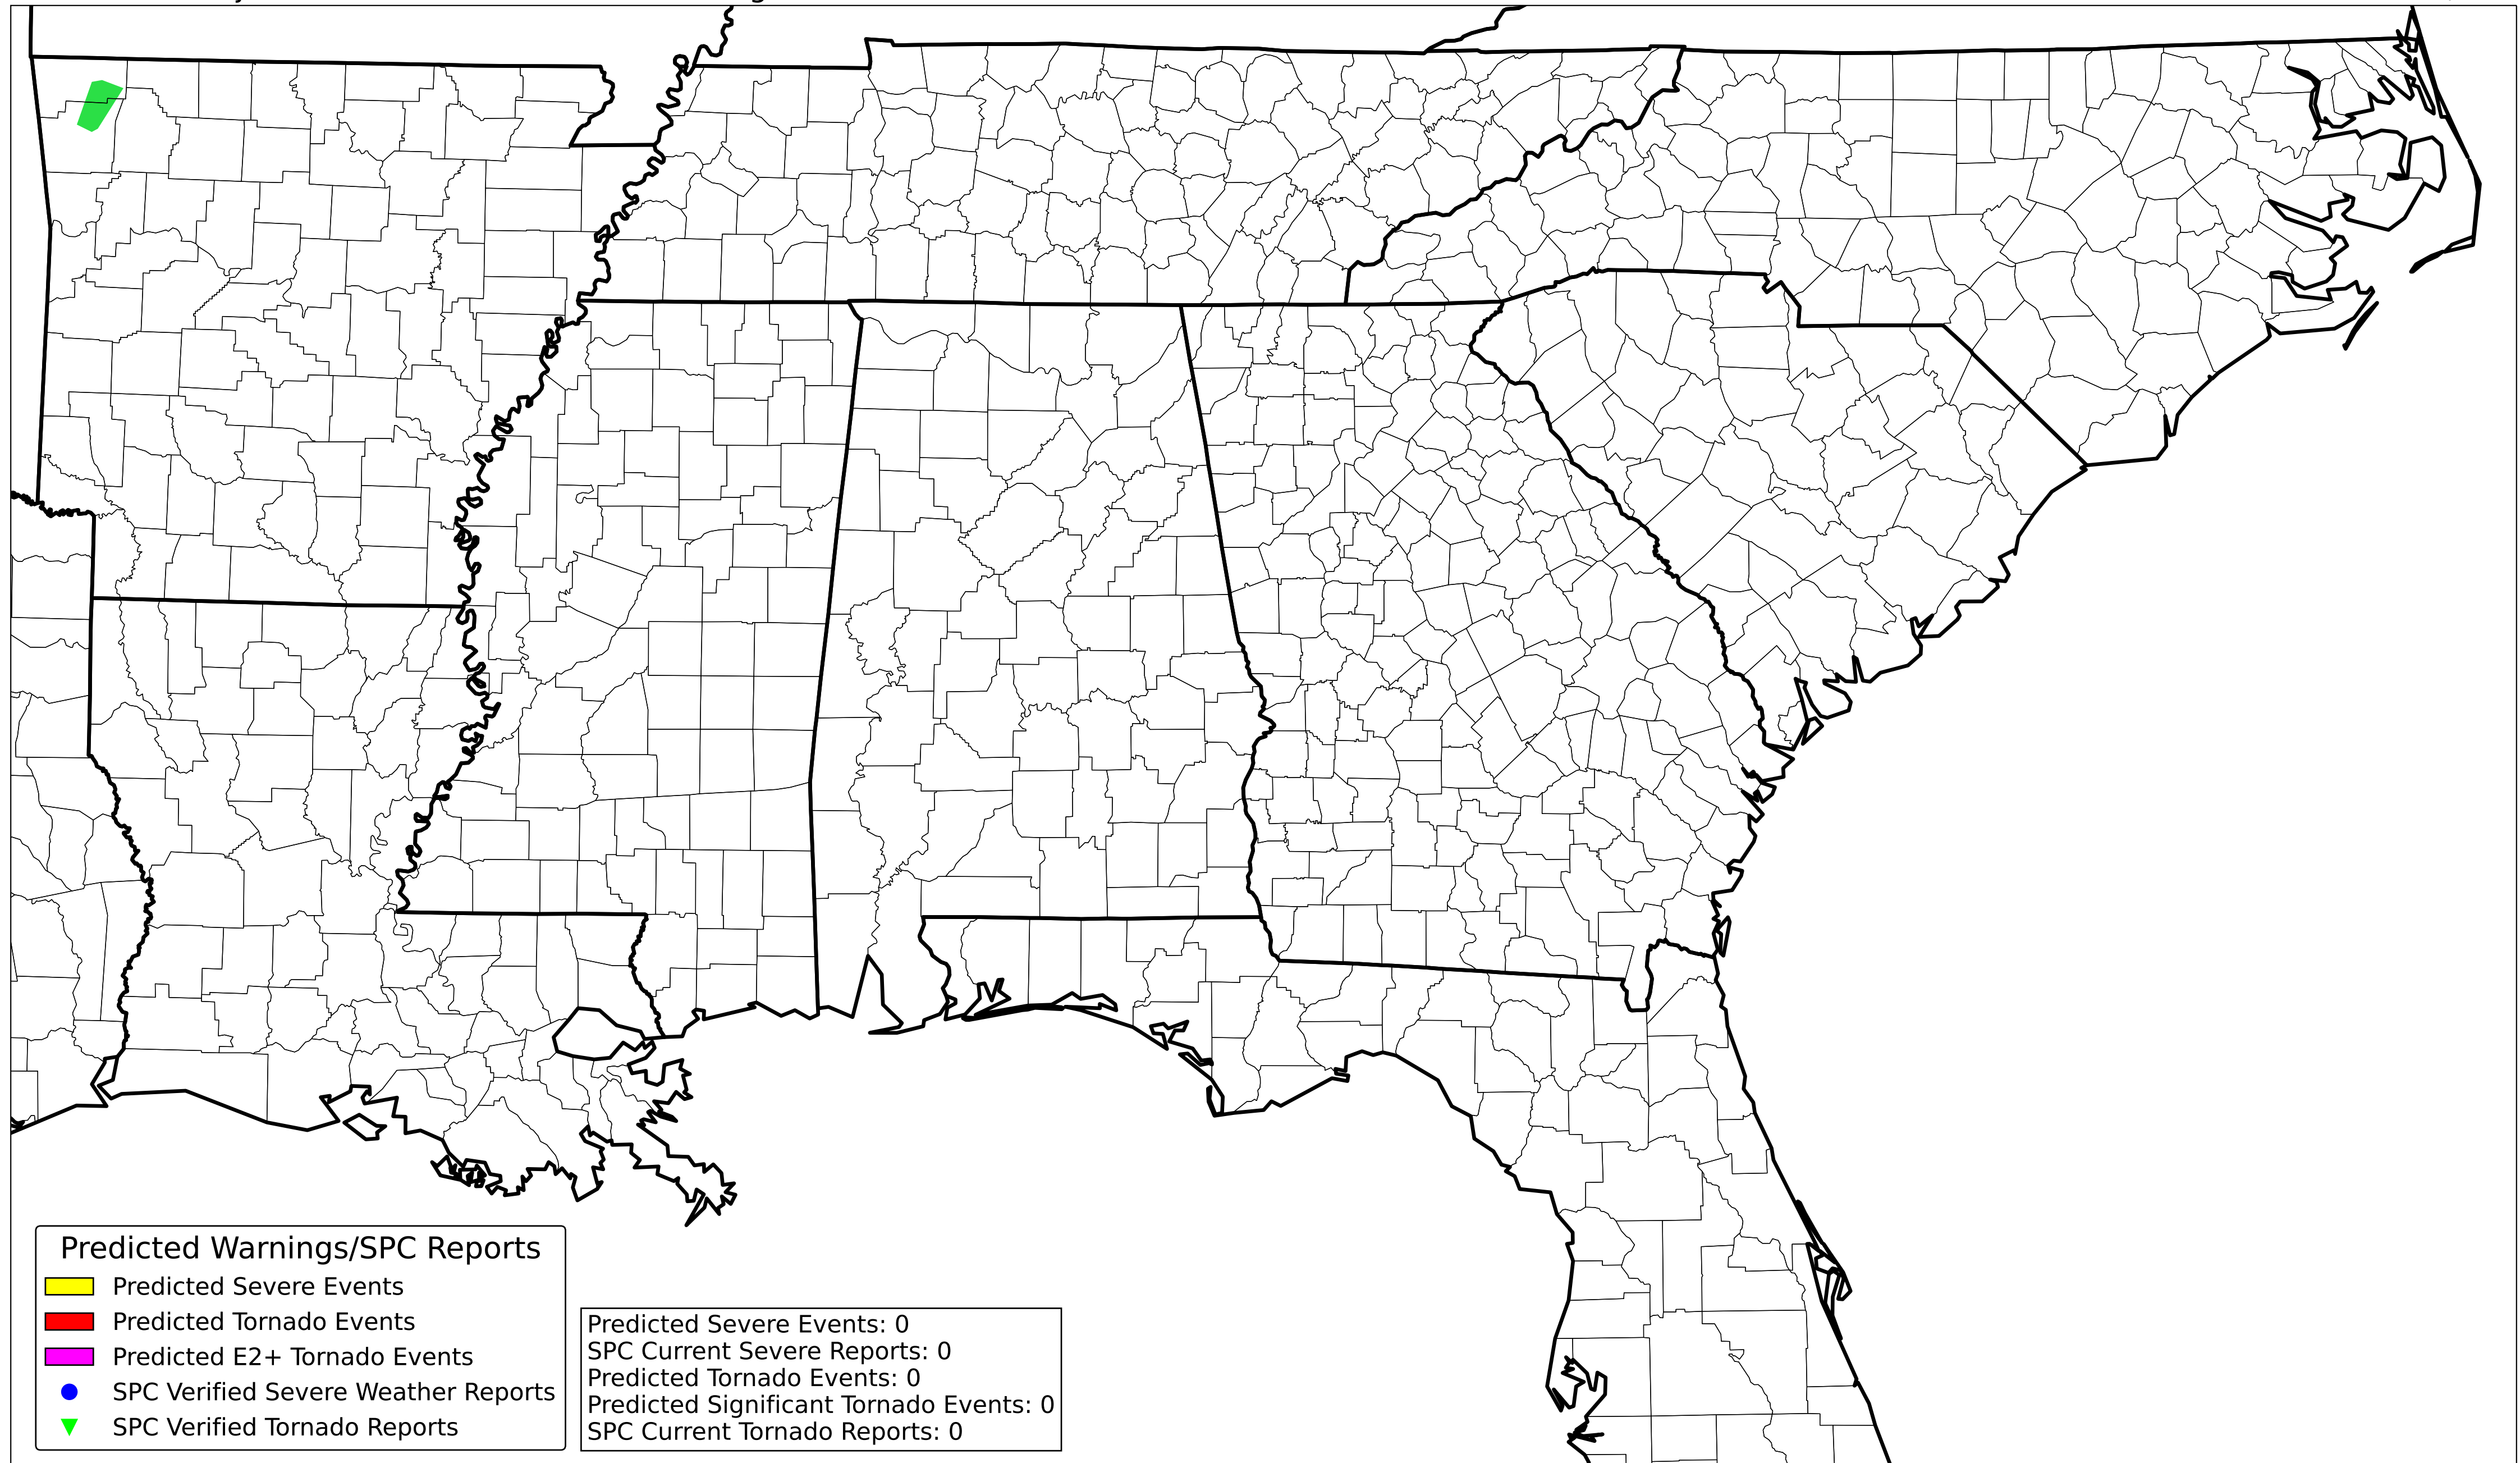 Predicted Warnings/SPC Reports
Predicted Severe Events
Predicted Tornado Events
Predicted E2+ Tornado Events
SPC Verified Severe Weather Reports
SPC Verified Tornado Reports
Predicted Severe Events: 0
SPC Current Severe Reports: 0
Predicted Tornado Events: 0
Predicted Significant Tornado Events: 0
SPC Current Tornado Reports: 0